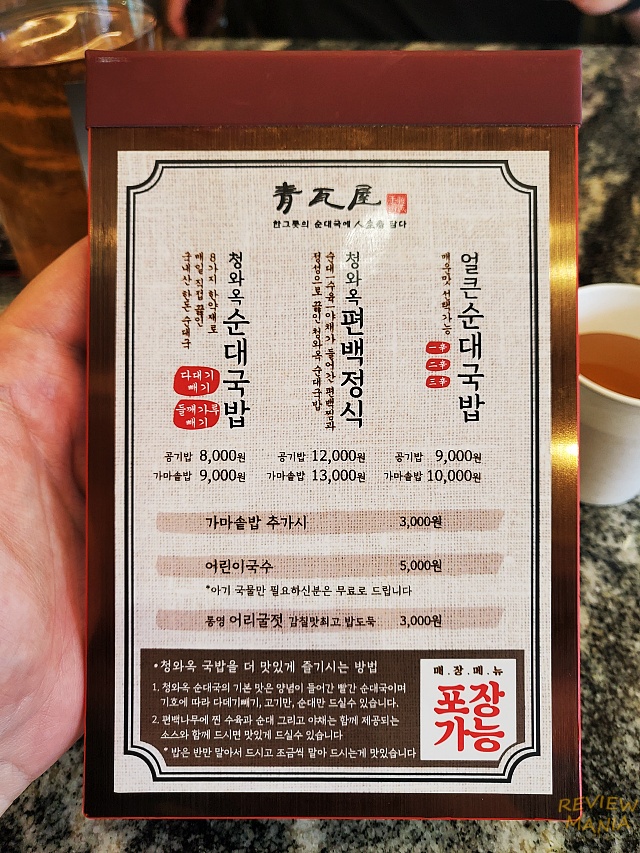 靑瓦屋
한그릇의 순대국에 人生을 담다
얼큰순대국밥
매운맛 선택가능
一辛
二辛
三辛
공기밥 9,000원
가마솥밥 10,000원
청와옥편백정식
순대·수육·야채가 들어간 편백찜과
정성으로 끓인 청와옥 순대국밥
공기밥 12,000원
가마솥밥 13,000원
청와옥순대국밥
8가지 한약재로
매일 직접 끓인
국내산 한돈 순대국
다대기
빼기
들깨가루
빼기
공기밥 8,000원
가마솥밥 9,000원
가마솥밥 추가시 3,000원
어린이국수 5,000원
*아기 국물만 필요하신분은 무료로 드립니다
통영 어리굴젓 감칠맛최고 밥도둑 3,000원
•청와옥 국밥을 더 맛있게 즐기시는 방법
1. 청와옥 순대국의 기본 맛은 양념이 들어간 빨간 순대국이며
기호에 따라 다대기빼기, 고기만, 순대만 드실수 있습니다.
2. 편백나무에 찐 수육과 순대 그리고 야채는 함께 제공되는
소스와 함께 드시면 맛있게 드실수 있습니다
* 밥은 반만 말아서 드시고 조금씩 말아 드시는게 맛있습니다
매.장.메.뉴
포장
가능
REVIEW
MANIA